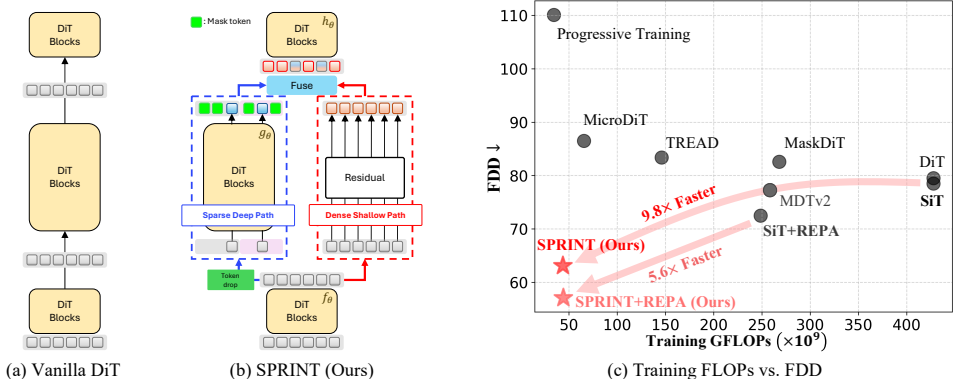 DiT
Blocks
DiT
Blocks
DiT
Blocks
(a) Vanilla DiT
: Mask token
DiT
Blocks
hθ
Fuse
gθ
DiT
Blocks
Residual
Sparse Deep Path
Dense Shallow Path
Token
drop
DiT
Blocks
fθ
(b) SPRINT (Ours)
FDD ↓
110
100
90
80
70
60
Progressive Training
MicroDiT
TREAD
MaskDiT
DiT
MDTv2
SiT
9.8× Faster
SiT+REPA
SPRINT (Ours)
5.6× Faster
SPRINT+REPA (Ours)
50 100 150 200 250 300 350 400
Training GFLOPs (×10⁹)
(c) Training FLOPs vs. FDD